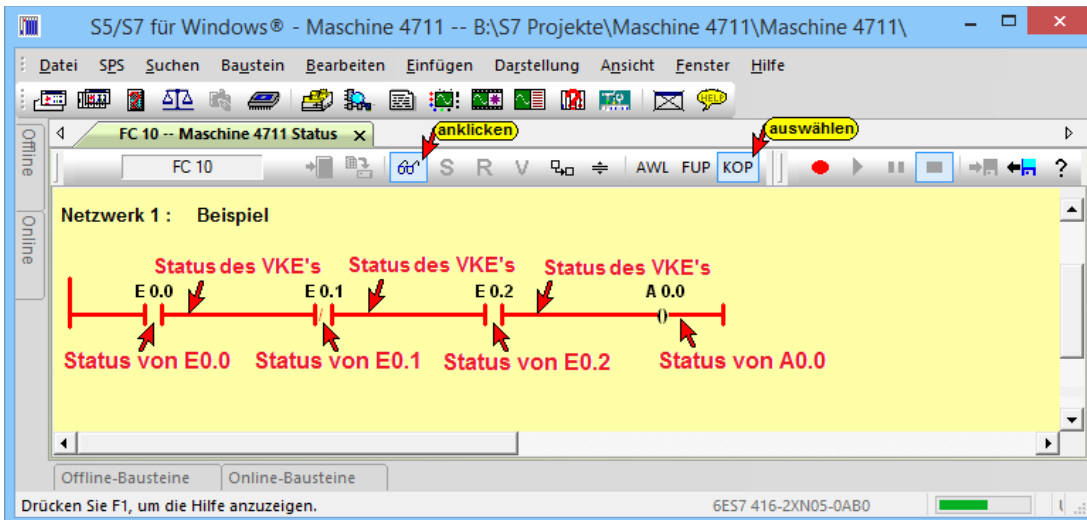 S5/S7 für Windows® - Maschine 4711 -- B:\S7 Projekte\Maschine 4711\Maschine 4711\
Datei SPS Suchen Baustein Bearbeiten Einfügen Darstellung Ansicht Fenster Hilfe
HELP
Offline
Online
FC 10 -- Maschine 4711 Status x
anklicken
auswählen
FC 10 S R V AWL FUP KOP ?
Netzwerk 1 : Beispiel
Status des VKE's Status des VKE's Status des VKE's
E 0.0 E 0.1 E 0.2 A 0.0
Status von E0.0 Status von E0.1 Status von E0.2 Status von A0.0
Offline-Bausteine Online-Bausteine
Drücken Sie F1, um die Hilfe anzuzeigen. 6ES7 416-2XN05-0AB0